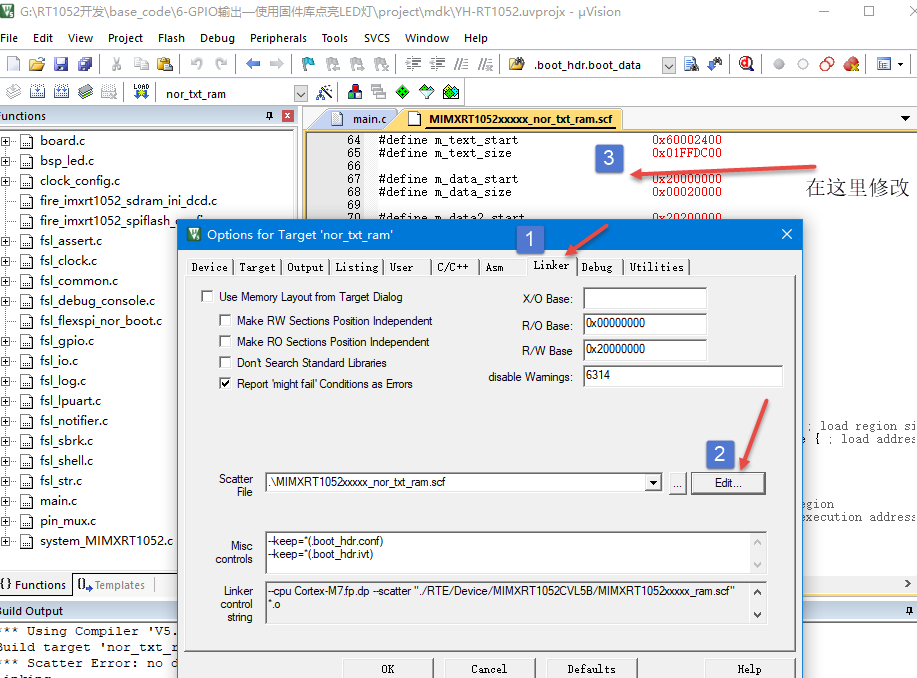 G:\RT1052开发\base_code\6-GPIO输出—使用固件库点亮LED灯\project\mdk\YH-RT1052.uvprojx - µVision
File Edit View Project Flash Debug Peripherals Tools SVCS Window Help
.boot_hdr.boot_data
LOAD
nor_txt_ram
Functions
main.c MIMXRT1052xxxxx_nor_txt_ram.scf
board.c
bsp_led.c
clock_config.c
fire_imxrt1052_sdram_ini_dcd.c
fire_imxrt1052_spiflash_
fsl_assert.c
fsl_clock.c
fsl_common.c
fsl_debug_console.c
fsl_flexspi_nor_boot.c
fsl_gpio.c
fsl_io.c
fsl_log.c
fsl_lpuart.c
fsl_notifier.c
fsl_sbrk.c
fsl_shell.c
fsl_str.c
main.c
pin_mux.c
system_MIMXRT1052.c
64 #define m_text_start 0x60002400
65 #define m_text_size 0x01FFDC00
66
67 #define m_data_start 0x20000000
68 #define m_data_size 0x00020000
69
70 #define m_data2_start 0x20200000
3
在这里修改
Options for Target 'nor_txt_ram'
1
Device Target Output Listing User C/C++ Asm Linker Debug Utilities
Use Memory Layout from Target Dialog
Make RW Sections Position Independent
Make RO Sections Position Independent
Don't Search Standard Libraries
Report 'might fail' Conditions as Errors
X/O Base:
R/O Base: 0x00000000
R/W Base 0x20000000
disable Warnings: 6314
2
Scatter File .\MIMXRT1052xxxxx_nor_txt_ram.scf ... Edit...
Misc controls
--keep=*(.boot_hdr.conf)
--keep=*(.boot_hdr.ivt)
Linker control string
--cpu Cortex-M7.fp.dp --scatter "./RTE/Device/MIMXRT1052CVL5B/MIMXRT1052xxxxx_ram.scf"
*.o
OK Cancel Defaults Help
; load region si
{ ; load addres
egion
execution address
{} Functions Templates
Build Output
*** Using Compiler 'V5.
Build target 'nor_txt_r
*** Scatter Error: no d